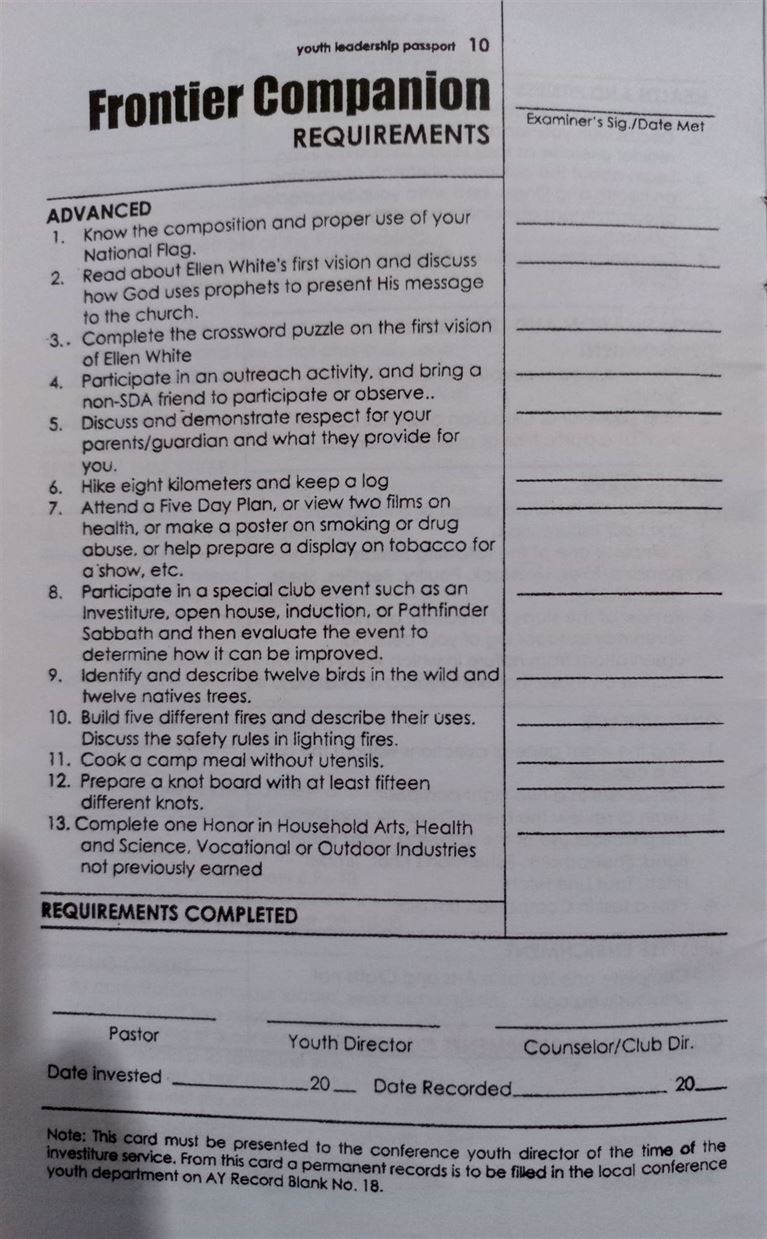 youth leadership passport 10
Frontier Companion
REQUIREMENTS
Examiner's Sig./Date Met
ADVANCED
1. Know the composition and proper use of your
National Flag.
2. Read about Ellen White's first vision and discuss
how God uses prophets to present His message
to the church.
3.. Complete the crossword puzzle on the first vision
of Ellen White
4. Participate in an outreach activity, and bring a
non-SDA friend to participate or observe..
5. Discuss and demonstrate respect for your
parents/guardian and what they provide for
you.
6. Hike eight kilometers and keep a log
7. Attend a Five Day Plan, or view two films on
health, or make a poster on smoking or drug
abuse, or help prepare a display on tobacco for
a show, etc.
8. Participate in a special club event such as an
Investiture, open house, induction, or Pathfinder
Sabbath and then evaluate the event to
determine how it can be improved.
9. Identify and describe twelve birds in the wild and
twelve natives trees.
10. Build five different fires and describe their uses.
Discuss the safety rules in lighting fires.
11. Cook a camp meal without utensils.
12. Prepare a knot board with at least fifteen
different knots.
13. Complete one Honor in Household Arts, Health
and Science, Vocational or Outdoor Industries
not previously earned
REQUIREMENTS COMPLETED
Pastor Youth Director Counselor/Club Dir.
Date invested ____________20__ Date Recorded______________ 20___
Note: This card must be presented to the conference youth director of the time of the
investiture service. From this card a permanent records is to be filled in the local conference
youth department on AY Record Blank No. 18.